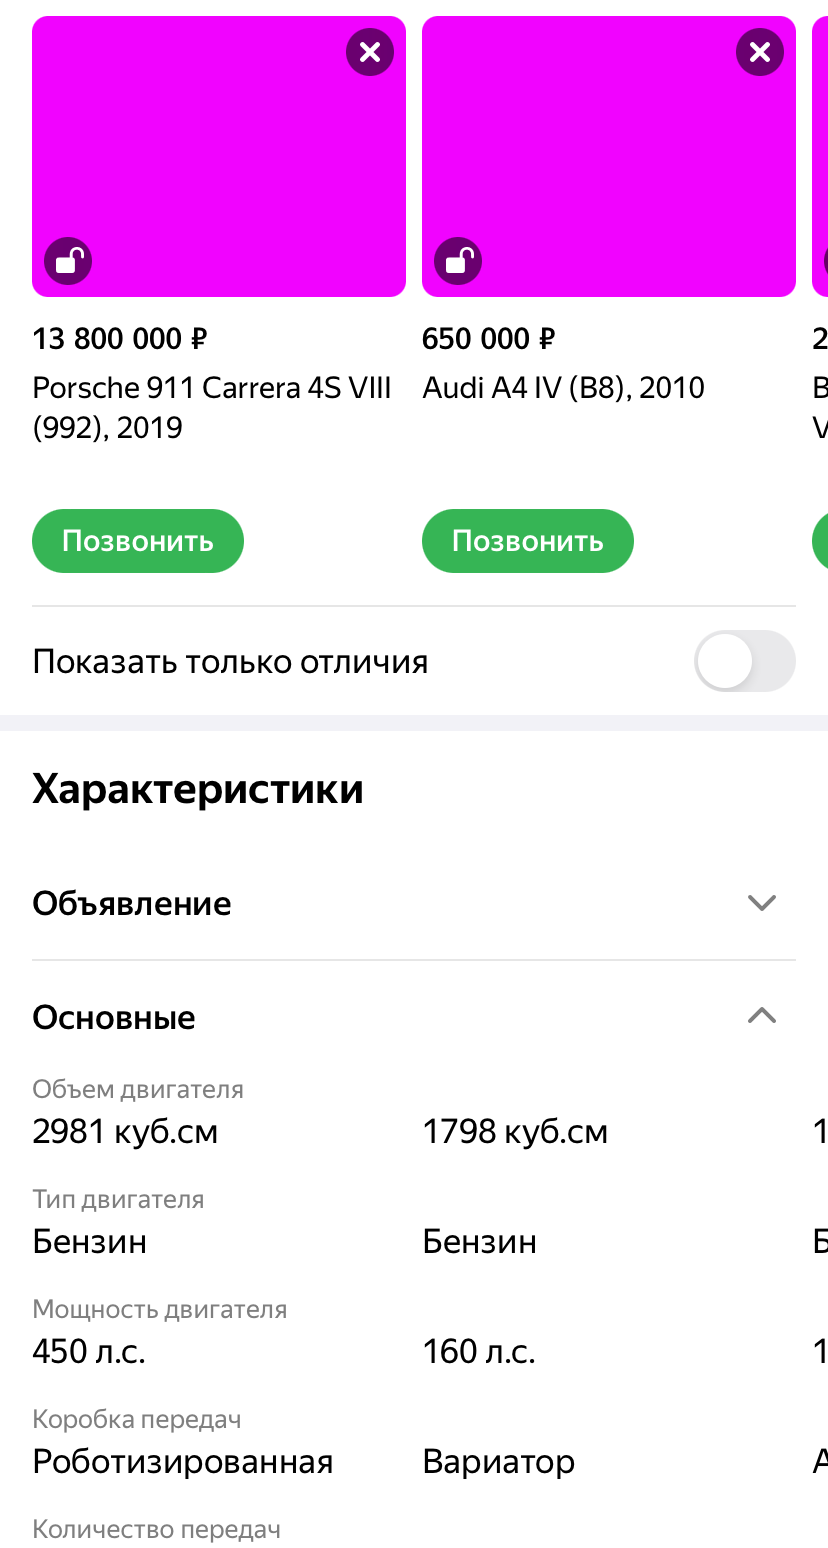 13 800 000 ₽
650 000 ₽
2
Porsche 911 Carrera 4S VIII
(992), 2019
Audi A4 IV (B8), 2010
Позвонить
Позвонить
Показать только отличия
Характеристики
Объявление
Основные
Объем двигателя
2981 куб.см
1798 куб.см
1
Тип двигателя
Бензин
Бензин
Мощность двигателя
450 л.с.
160 л.с.
1
Коробка передач
Роботизированная
Вариатор
Количество передач